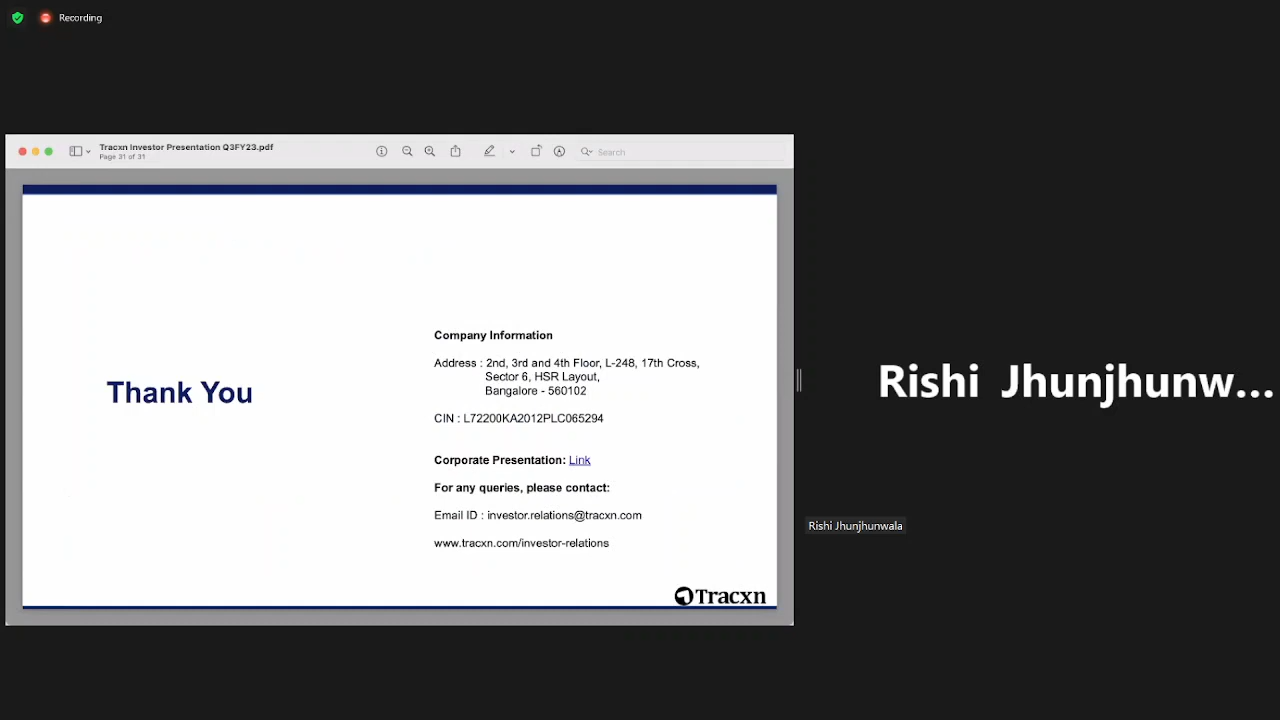 Recording
Tracxn Investor Presentation Q3FY23.pdf
Page 31 of 31
Search
Thank You
Company Information
Address : 2nd, 3rd and 4th Floor, L-248, 17th Cross,
Sector 6, HSR Layout,
Bangalore - 560102
CIN : L72200KA2012PLC065294
Corporate Presentation: Link
For any queries, please contact:
Email ID : investor.relations@tracxn.com
www.tracxn.com/investor-relations
Tracxn
Rishi Jhunjhunw...
Rishi Jhunjhunwala